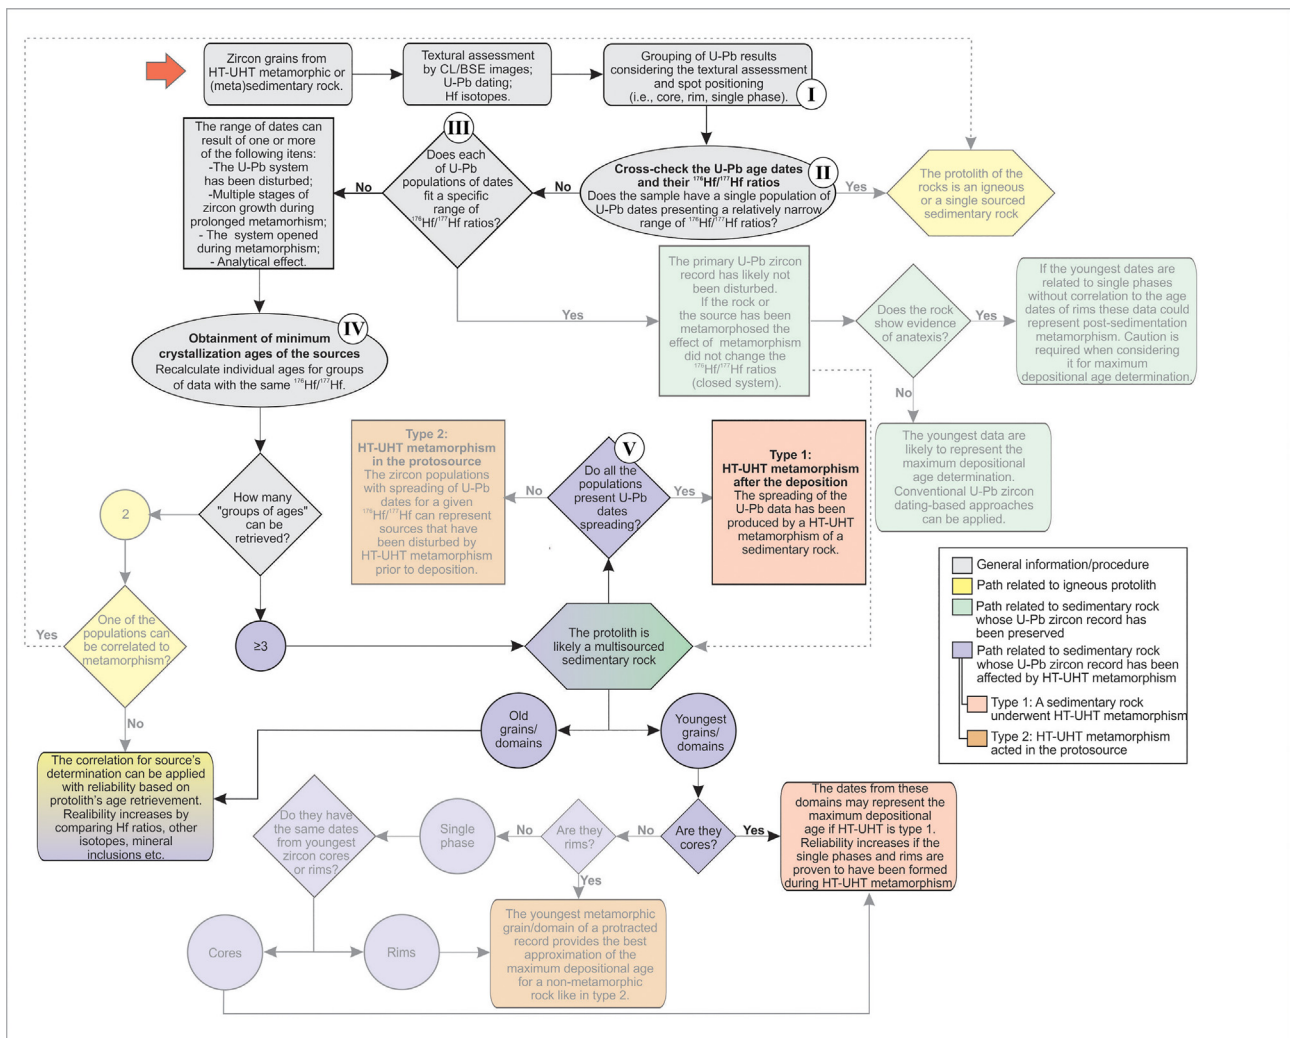 Zircon grains from
HT-UHT metamorphic or
(meta)sedimentary rock.
Textural assessment
by CL/BSE images;
U-Pb dating;
Hf isotopes.
Grouping of U-Pb results
considering the textural assessment
and spot positioning
(i.e., core, rim, single phase).
I
The range of dates can
result of one or more
of the following itens:
-The U-Pb system
has been disturbed;
-Multiple stages of
zircon growth during
prolonged metamorhism;
- The system opened
during metamorphism;
- Analytical effect.
No
III
Does each
of U-Pb
populations of dates
fit a specific
range of
¹⁷⁶Hf/¹⁷⁷Hf ratios?
No
II
Cross-check the U-Pb age dates
and their ¹⁷⁶Hf/¹⁷⁷Hf ratios
Does the sample have a single population of
U-Pb dates presenting a relatively narrow
range of ¹⁷⁶Hf/¹⁷⁷Hf ratios?
Yes
The protolith of the
rocks is an igneous
or a single sourced
sedimentary rock
Yes
The primary U-Pb zircon
record has likely not
been disturbed.
If the rock or
the source has been
metamorphosed the
effect of metamorphism
did not change the
¹⁷⁶Hf/¹⁷⁷Hf ratios
(closed system).
Does the rock
show evidence
of anatexis?
Yes
If the youngest dates are
related to single phases
without correlation to the age
dates of rims these data could
represent post-sedimentation
metamorphism. Caution is
required when considering
it for maximum
depositional age determination.
No
The youngest data are
likely to represent the
maximum depositional
age determination.
Conventional U-Pb zircon
dating-based approaches
can be applied.
IV
Obtainment of minimum
crystallization ages of the sources
Recalculate individual ages for groups
of data with the same ¹⁷⁶Hf/¹⁷⁷Hf.
How many
"groups of ages"
can be
retrieved?
2
≥3
Type 2:
HT-UHT metamorphism
in the protosource
The zircon populations
with spreading of U-Pb
dates for a given
¹⁷⁶Hf/¹⁷⁷Hf can represent
sources that have
been disturbed by
HT-UHT metamorphism
prior to deposition.
No
V
Do all the
populations
present U-Pb
dates
spreading?
Yes
Type 1:
HT-UHT metamorphism
after the deposition
The spreading of the
U-Pb data has been
produced by a HT-UHT
metamorphism of a
sedimentary rock.
Yes
One of the
populations can
be correlated to
metamorphism?
No
The protolith is
likely a multisourced
sedimentary rock
Old
grains/
domains
Youngest
grains/
domains
The correlation for source's
determination can be applied
with reliability based on
protolith's age retrievement.
Realibility increases by
comparing Hf ratios, other
isotopes, mineral
inclusions etc.
Do they have
the same dates
from youngest
zircon cores
or rims?
Single
phase
No
Are they
rims?
No
Are they
cores?
Yes
The dates from these
domains may represent the
maximum depositional
age if HT-UHT is type 1.
Reliability increases if the
single phases and rims are
proven to have been formed
during HT-UHT metamorphism
Yes
The youngest metamorphic
grain/domain of a protracted
record provides the best
approximation of the
maximum depositional age
for a non-metamorphic
rock like in type 2.
Cores
Rims
General information/procedure
Path related to igneous protolith
Path related to sedimentary rock
whose U-Pb zircon record has
been preserved
Path related to sedimentary rock
whose U-Pb zircon record has been
affected by HT-UHT metamorphism
Type 1: A sedimentary rock
underwent HT-UHT metamorphism
Type 2: HT-UHT metamorphism
acted in the protosource